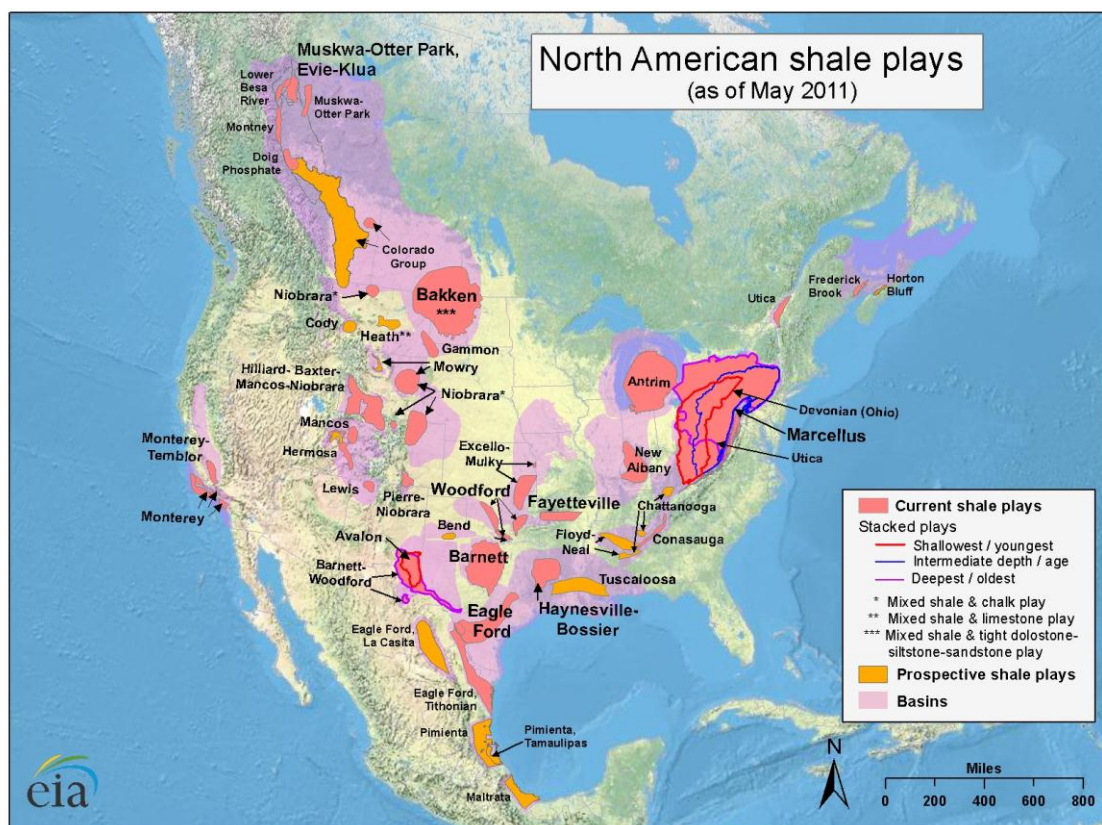 North American shale plays
(as of May 2011)
Muskwa-Otter Park,
Evie-Klua
Lower
Besa
River
Muskwa-
Otter Park
Montney
Doig
Phosphate
Colorado
Group
Niobrara*
Bakken
***
Cody
Heath**
Gammon
Mowry
Hilliard- Baxter-
Mancos-Niobrara
Niobrara*
Mancos
Hermosa
Lewis
Pierre-
Niobrara
Monterey-
Temblor
Monterey
Excello-
Mulky
Woodford
Fayetteville
Bend
Avalon
Barnett
Barnett-
Woodford
Eagle
Ford
Haynesville-
Bossier
Tuscaloosa
Floyd-
Neal
Conasauga
Chattanooga
New
Albany
Antrim
Devonian (Ohio)
Marcellus
Utica
Utica
Frederick
Brook
Horton
Bluff
Eagle Ford,
La Casita
Eagle Ford,
Tithonian
Pimienta
Pimienta,
Tamaulipas
Maltrata
Current shale plays
Stacked plays
Shallowest / youngest
Intermediate depth / age
Deepest / oldest
* Mixed shale & chalk play
** Mixed shale & limestone play
*** Mixed shale & tight dolostone-
siltstone-sandstone play
Prospective shale plays
Basins
N
Miles
0 200 400 600 800
eia